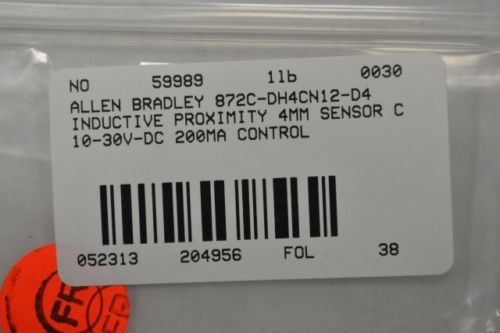 NO 59989 1lb 0030
ALLEN BRADLEY 872C-DH4CN12-D4
INDUCTIVE PROXIMITY 4MM SENSOR C
10-30V-DC 200MA CONTROL
052313 204956 FOL 38